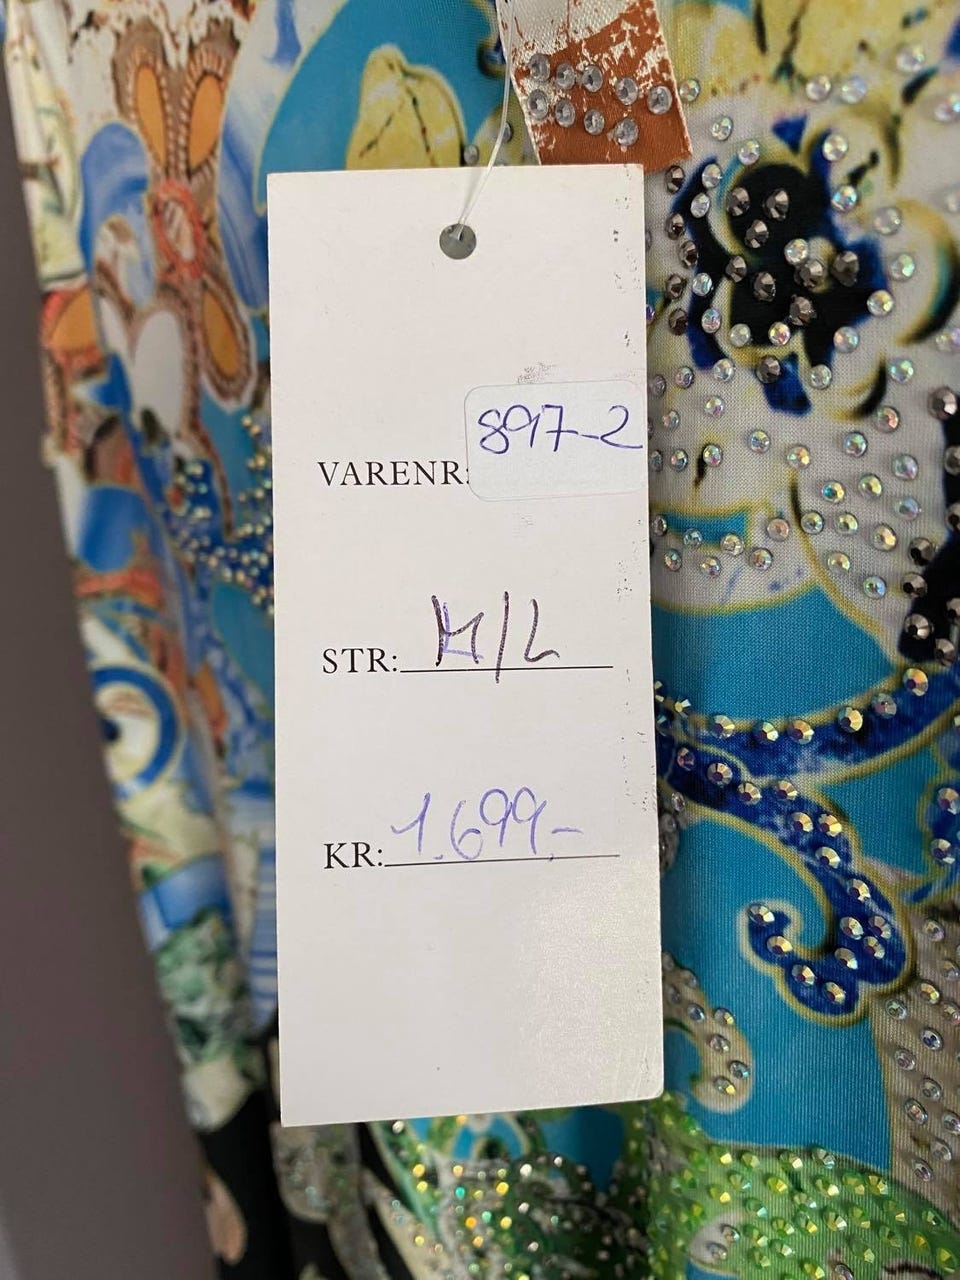 VARENR: 897-2
STR: M/L
KR: 1.699.-